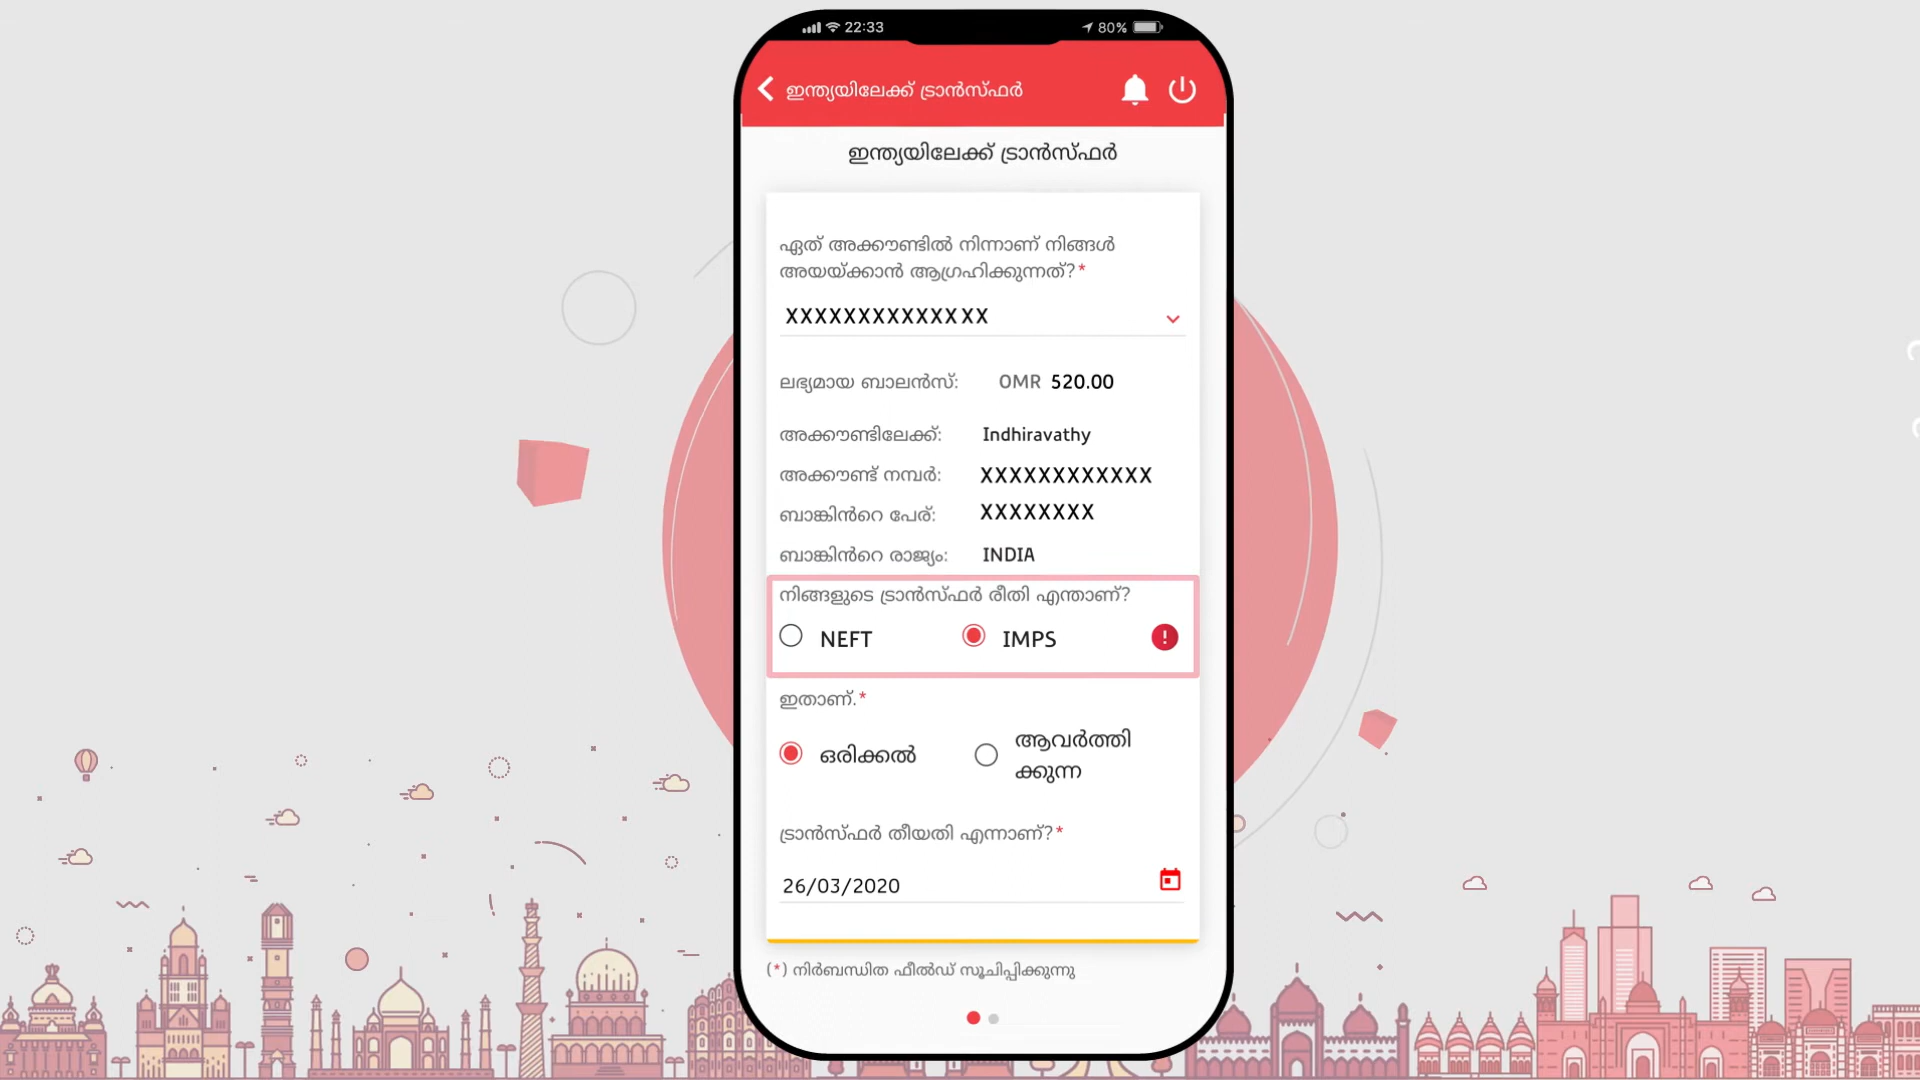 22:33
80%
ഇന്ത്യയിലേക്ക് ട്രാൻസ്ഫർ
ഇന്ത്യയിലേക്ക് ട്രാൻസ്ഫർ
ഏത് അക്കൗണ്ടിൽ നിന്നാണ് നിങ്ങൾ
അയയ്ക്കാൻ ആഗ്രഹിക്കുന്നത്?*
XXXXXXXXXXXXXX
ലഭ്യമായ ബാലൻസ്: OMR 520.00
അക്കൗണ്ടിലേക്ക്: Indhiravathy
അക്കൗണ്ട് നമ്പർ: XXXXXXXXXXXX
ബാങ്കിൻറെ പേര്: XXXXXXXX
ബാങ്കിൻറെ രാജ്യം: INDIA
നിങ്ങളുടെ ട്രാൻസ്ഫർ രീതി എന്താണ്?
NEFT IMPS !
ഇതാണ്.*
ഒരിക്കൽ
ആവർത്തി
ക്കുന്ന
ട്രാൻസ്ഫർ തീയതി എന്നാണ്?*
26/03/2020
(*) നിർബന്ധിത ഫീൽഡ് സൂചിപ്പിക്കുന്നു